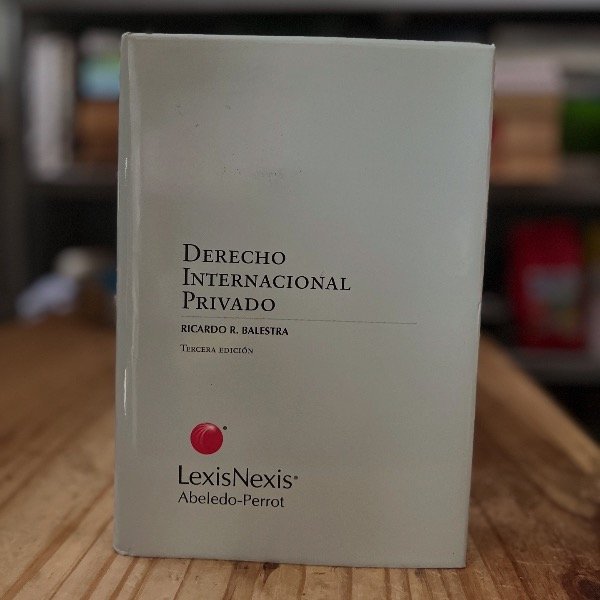 DERECHO
INTERNACIONAL
PRIVADO
RICARDO R. BALESTRA
TERCERA EDICIÓN
LexisNexis®
Abeledo-Perrot